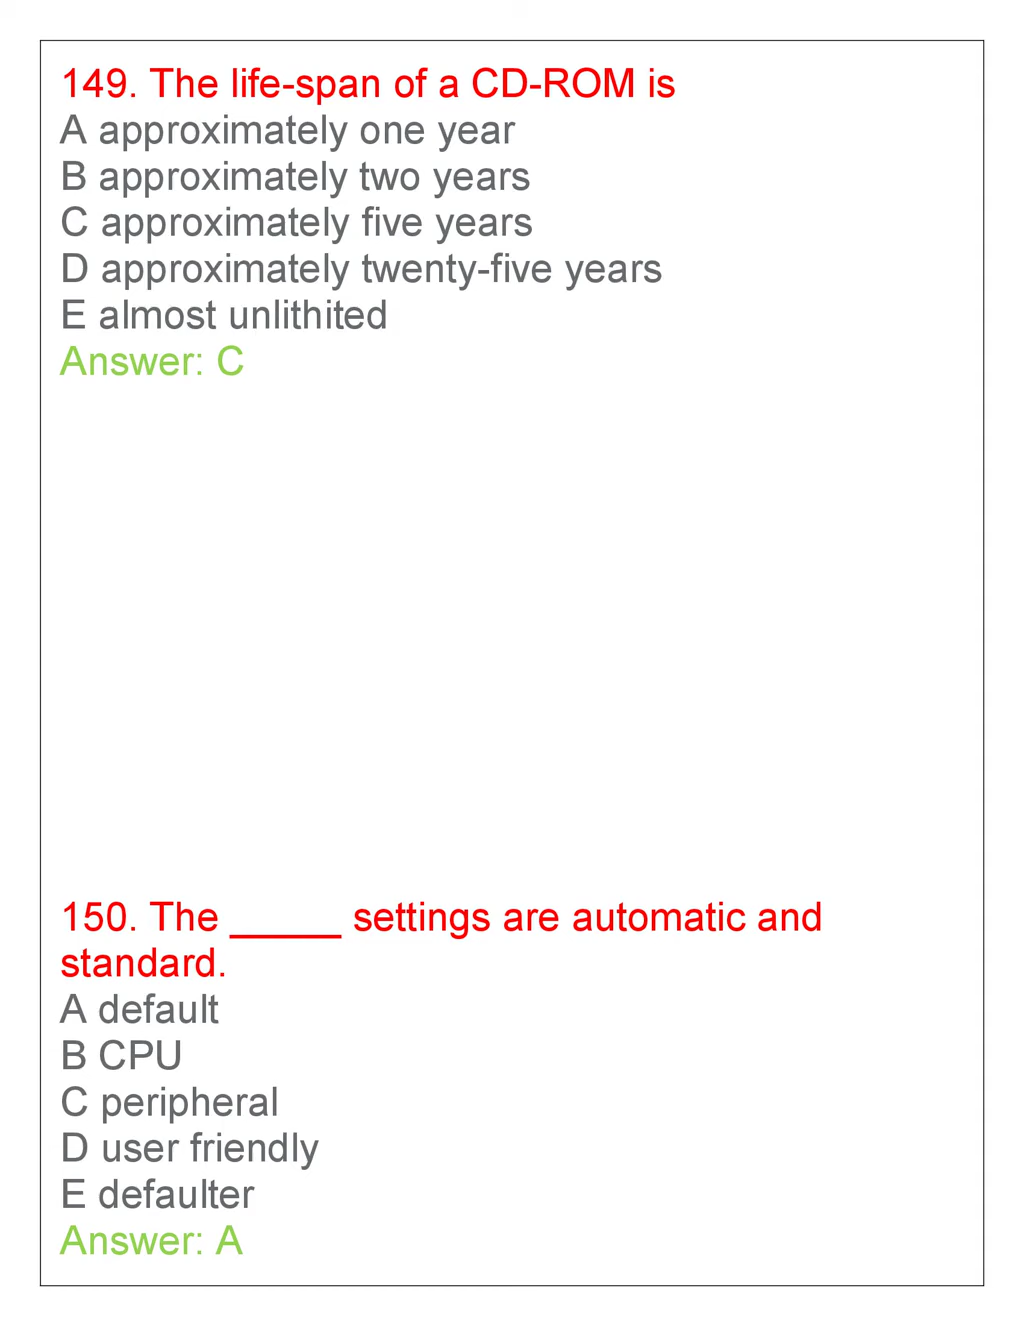 149. The life-span of a CD-ROM is
A approximately one year
B approximately two years
C approximately five years
D approximately twenty-five years
E almost unlithited
Answer: C
150. The _____ settings are automatic and
standard.
A default
B CPU
C peripheral
D user friendly
E defaulter
Answer: A